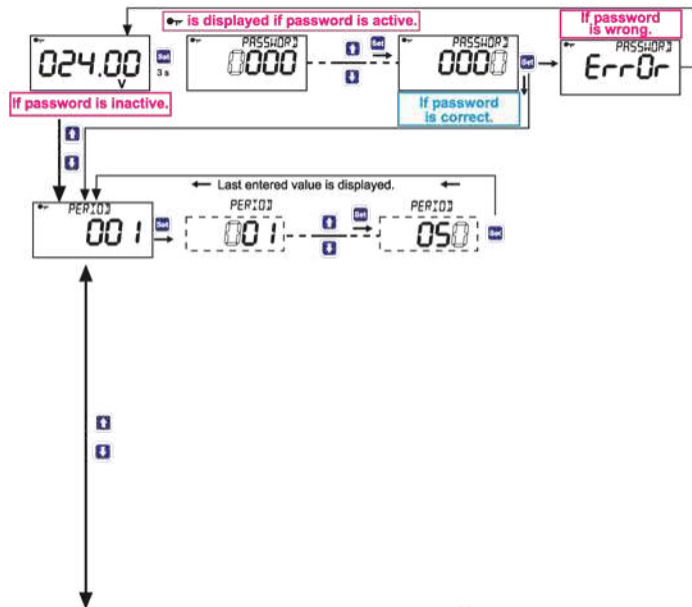 is displayed if password is active.
If password
is wrong.
024.00
V
Set
3 s
PASSWORD
0000
Set
PASSWORD
0000
Set
PASSWORD
Err0r
If password is inactive.
If password
is correct.
Last entered value is displayed.
PERIOD
001
Set
PERIOD
001
Set
PERIOD
050
Set